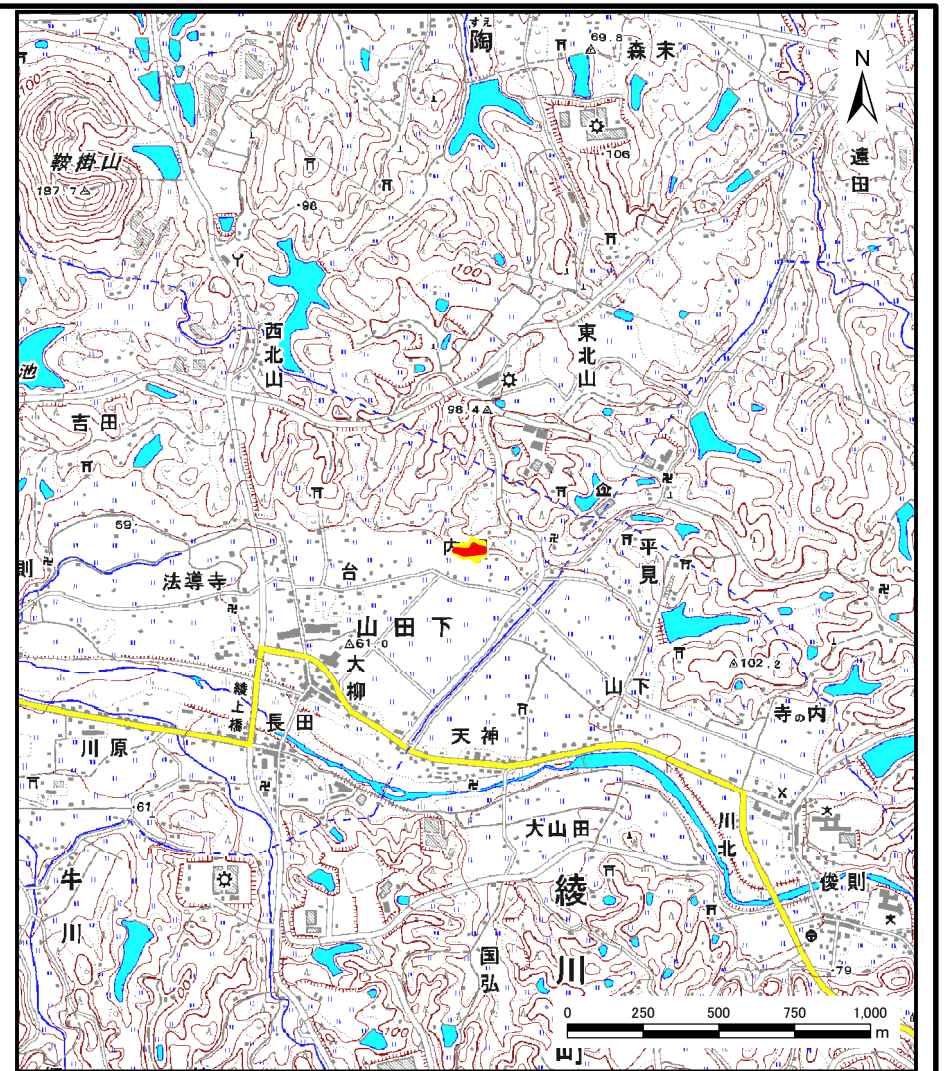 すえ
陶
69.8
森末
N
100
鞍掛山
187.7
106
遠田
98
100
西北山
東北山
池
98.4
吉田
59
内
平見
則
法導寺
台
山田下
61.0
大柳
102.2
綾上橋
山下
寺の内
長田
川原
天神
61
大山田
川北
牛川
綾川町
俊則
国弘
79
100
0 250 500 750 1,000
m